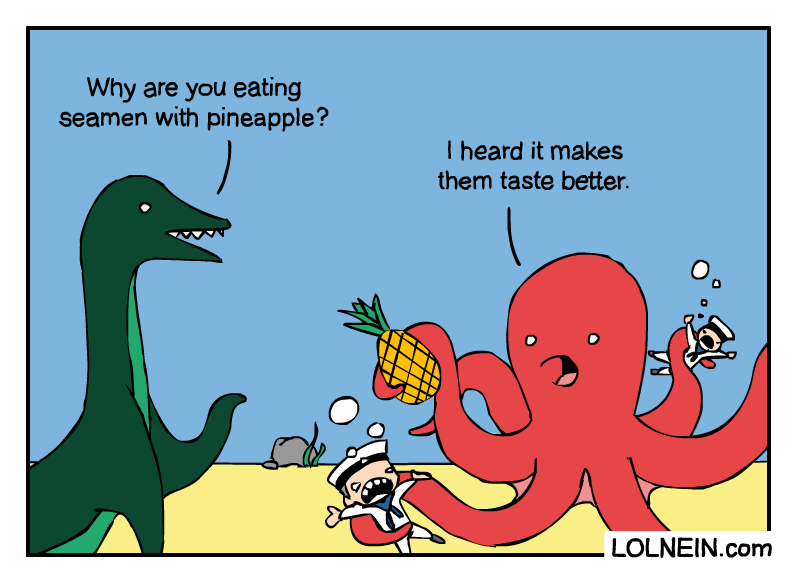 Why are you eating
seamen with pineapple?
I heard it makes
them taste better.
LOLNEIN.com